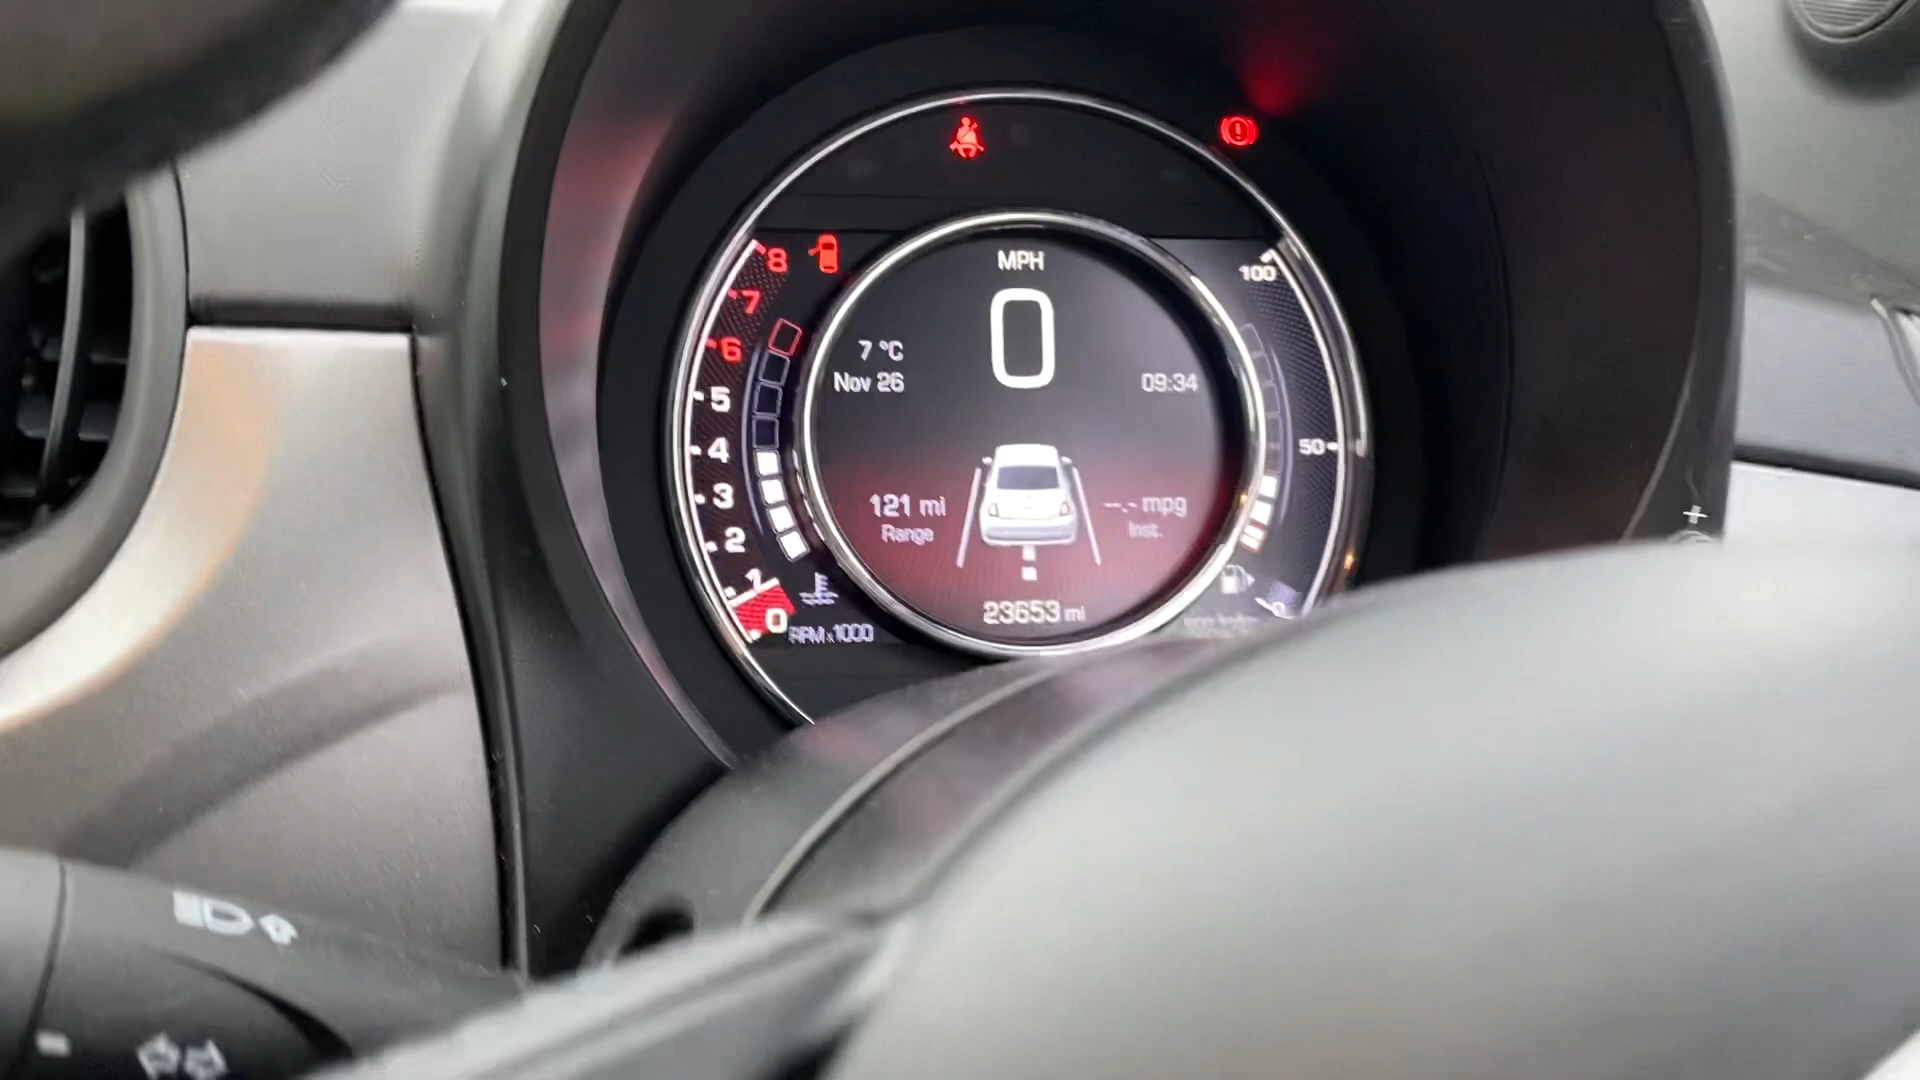 MPH
0
7 °C
Nov 26
09:34
121 mi
Range
--.- mpg
Inst.
23653 mi
8
7
6
5
4
3
2
1
0
RPM x1000
100
50
0